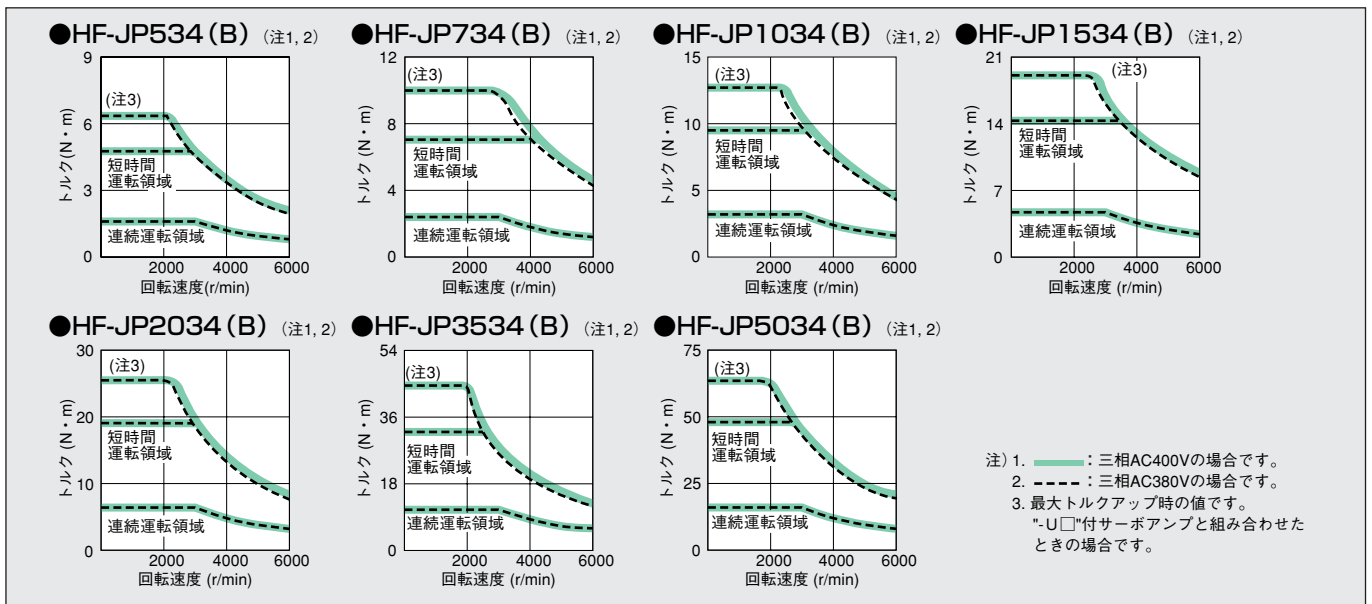 ●HF-JP534(B) (注1, 2)
9
6
3
0
トルク(N・m)
(注3)
短時間
運転領域
連続運転領域
2000 4000 6000
回転速度(r/min)
●HF-JP734(B) (注1, 2)
12
8
4
0
トルク (N・m)
(注3)
短時間
運転領域
連続運転領域
2000 4000 6000
回転速度 (r/min)
●HF-JP1034(B) (注1, 2)
15
10
5
0
トルク (N・m)
(注3)
短時間
運転領域
連続運転領域
2000 4000 6000
回転速度 (r/min)
●HF-JP1534(B) (注1, 2)
21
14
7
0
トルク (N・m)
(注3)
短時間
運転領域
連続運転領域
2000 4000 6000
回転速度 (r/min)
●HF-JP2034(B) (注1, 2)
30
20
10
0
トルク (N・m)
(注3)
短時間
運転領域
連続運転領域
2000 4000 6000
回転速度 (r/min)
●HF-JP3534(B) (注1, 2)
54
36
18
0
トルク (N・m)
(注3)
短時間
運転領域
連続運転領域
2000 4000 6000
回転速度 (r/min)
●HF-JP5034(B) (注1, 2)
75
50
25
0
トルク (N・m)
(注3)
短時間
運転領域
連続運転領域
2000 4000 6000
回転速度 (r/min)
注) 1. :三相AC400Vの場合です。
2. :三相AC380Vの場合です。
3. 最大トルクアップ時の値です。
"-U□"付サーボアンプと組み合わせた
ときの場合です。